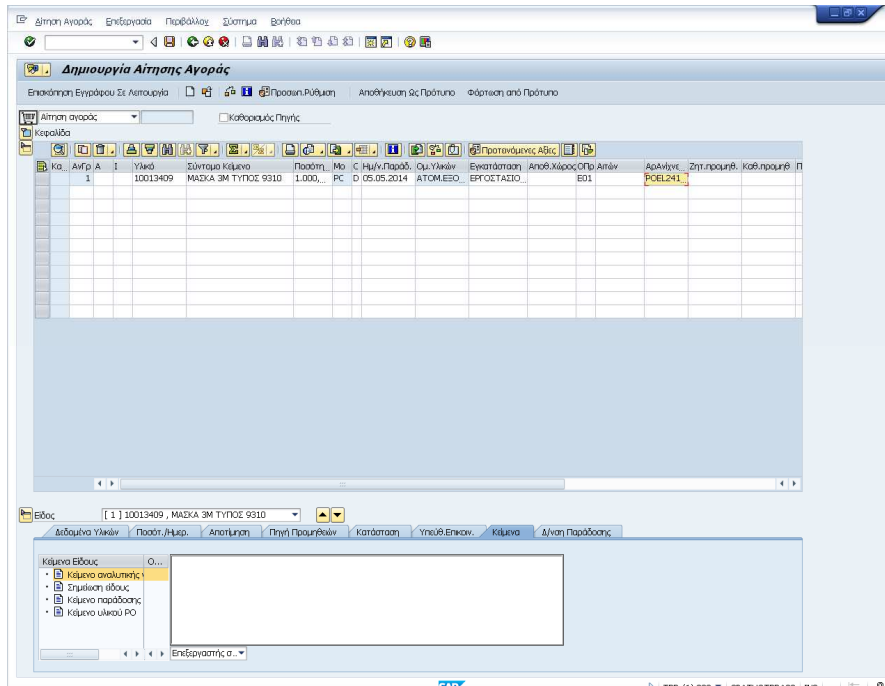 Αίτηση Αγοράς Επεξεργασία Περιβάλλον Σύστημα Βοήθεια
Δημιουργία Αίτησης Αγοράς
Επισκόπηση Εγγράφου Σε Λειτουργία Προσωπ.Ρύθμιση Αποθήκευση Ως Πρότυπο Φόρτωση από Πρότυπο
Αίτηση αγοράς Καθορισμός Πηγής
Κεφαλίδα
Προτεινόμενες Αξίες
Κα... ΑνΓρ Α Ι Υλικό Σύντομο Κείμενο Ποσότη... Μο C Ημ/ν.Παράδ. Ομ.Υλικών Εγκατάσταση Αποθ.Χώρος ΟΠρ Αιτών ΑρΑνίχνε... Ζητ.προμηθ. Καθ.προμηθ Π
1 10013409 ΜΑΣΚΑ 3Μ ΤΥΠΟΣ 9310 1.000,... PC D 05.05.2014 ΑΤΟΜ.ΕΞΟ... ΕΡΓΟΣΤΑΣΙΟ... E01 POEL241...
Είδος [ 1 ] 10013409 , ΜΑΣΚΑ 3Μ ΤΥΠΟΣ 9310
Δεδομένα Υλικών Ποσότ./Ημερ. Αποτίμηση Πηγή Προμηθειών Κατάσταση Υπεύθ.Επικοιν. Κείμενα Δ/νση Παράδοσης
Κείμενα Είδους Ο...
Κείμενο αναλυτικής
Σημείωση είδους
Κείμενο παράδοσης
Κείμενο υλικού PO
Επεξεργαστής σ...
SAP